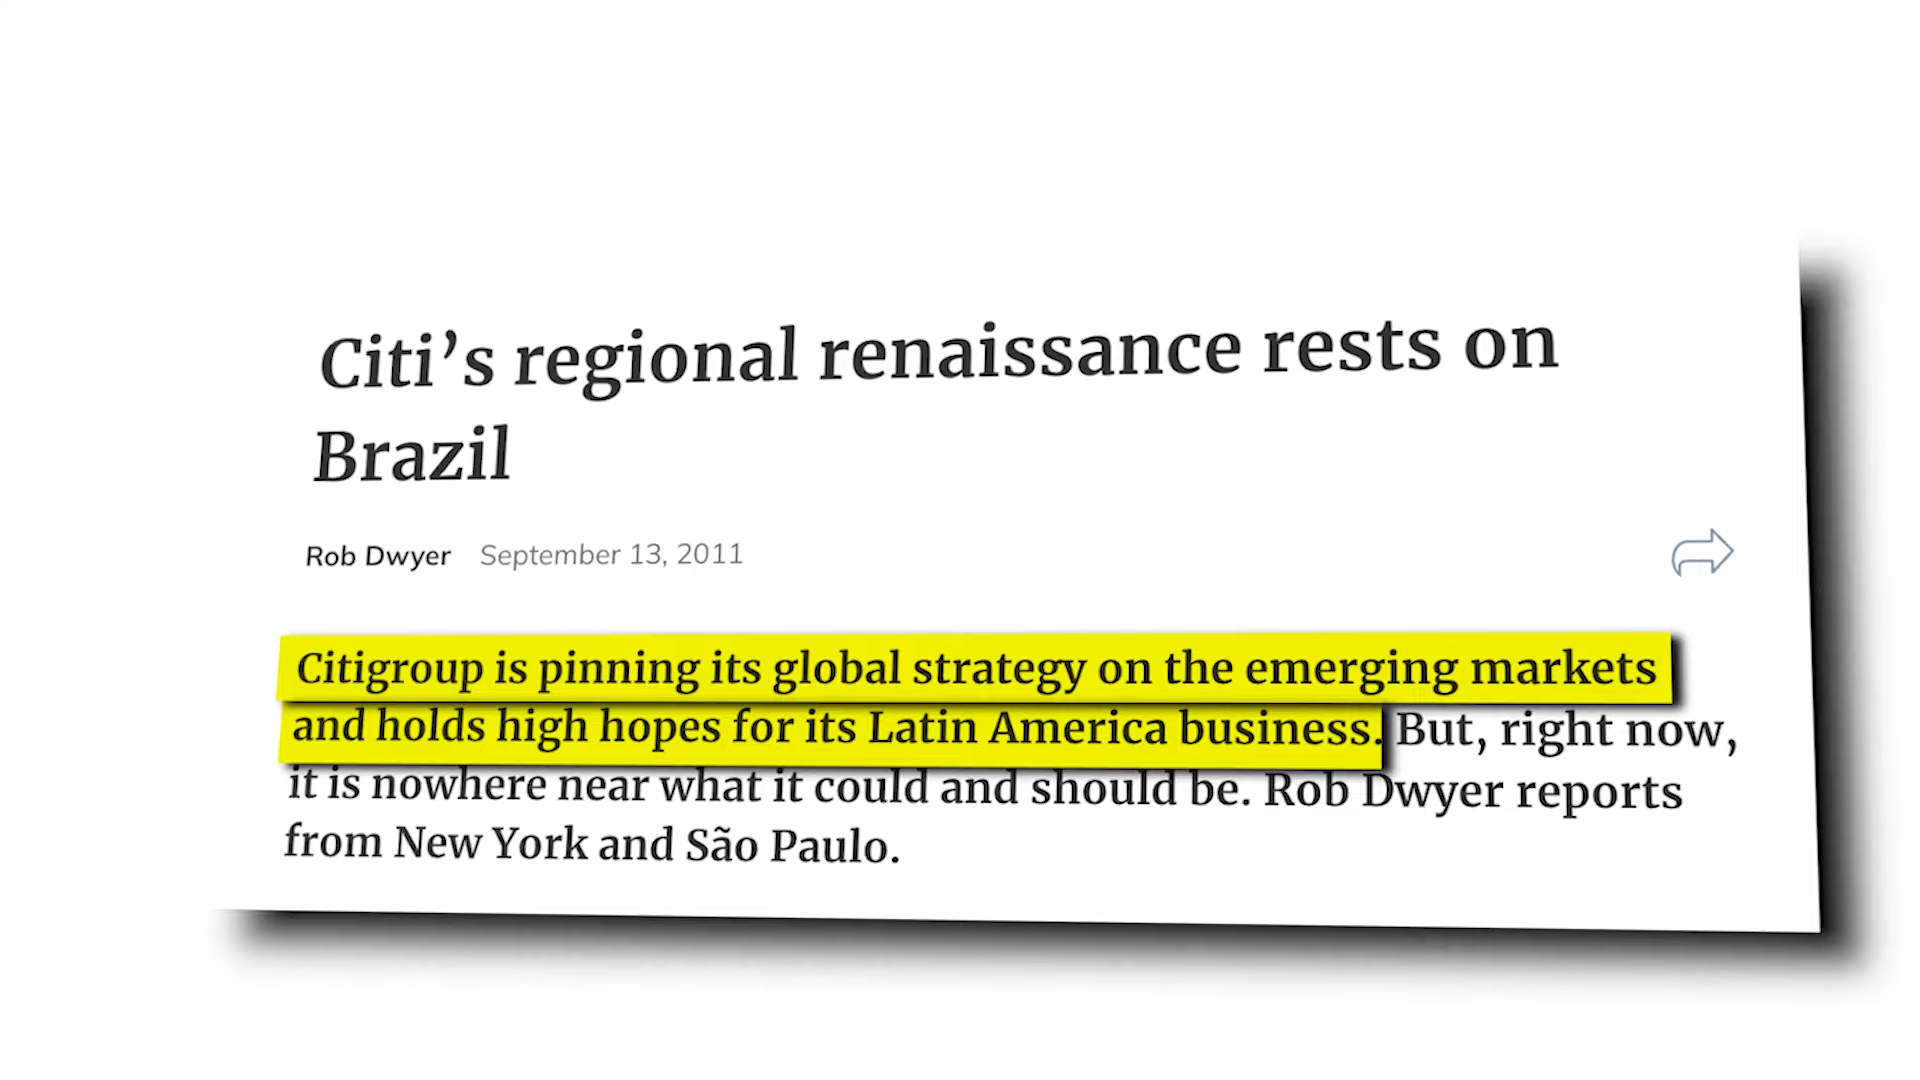 Citi’s regional renaissance rests on
Brazil
Rob Dwyer September 13, 2011
Citigroup is pinning its global strategy on the emerging markets
and holds high hopes for its Latin America business. But, right now,
it is nowhere near what it could and should be. Rob Dwyer reports
from New York and São Paulo.